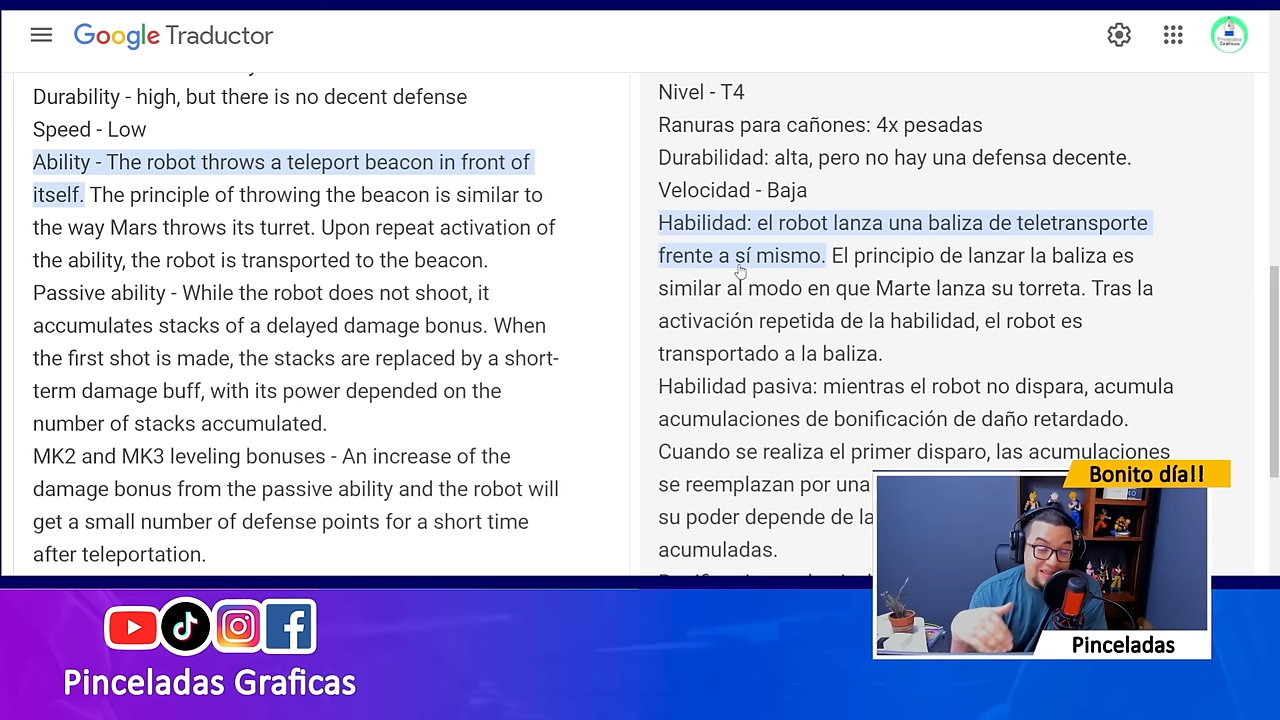 Google Traductor
Durability - high, but there is no decent defense
Speed - Low
Ability - The robot throws a teleport beacon in front of
itself. The principle of throwing the beacon is similar to
the way Mars throws its turret. Upon repeat activation of
the ability, the robot is transported to the beacon.
Passive ability - While the robot does not shoot, it
accumulates stacks of a delayed damage bonus. When
the first shot is made, the stacks are replaced by a short-
term damage buff, with its power depended on the
number of stacks accumulated.
MK2 and MK3 leveling bonuses - An increase of the
damage bonus from the passive ability and the robot will
get a small number of defense points for a short time
after teleportation.
Nivel - T4
Ranuras para cañones: 4x pesadas
Durabilidad: alta, pero no hay una defensa decente.
Velocidad - Baja
Habilidad: el robot lanza una baliza de teletransporte
frente a sí mismo. El principio de lanzar la baliza es
similar al modo en que Marte lanza su torreta. Tras la
activación repetida de la habilidad, el robot es
transportado a la baliza.
Habilidad pasiva: mientras el robot no dispara, acumula
acumulaciones de bonificación de daño retardado.
Cuando se realiza el primer disparo, las acumulaciones
se reemplazan por una
su poder depende de la
acumuladas.
Bonito día!!
Pinceladas
Pinceladas Graficas